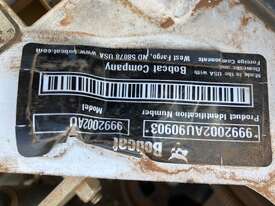 Bobcat
Product Identification Number
*9992002AU90903*
Model
9992002AU
Bobcat Company
West Fargo, ND 58078 USA
www.bobcat.com
Made in the USA with
Domestic and
Foreign Components